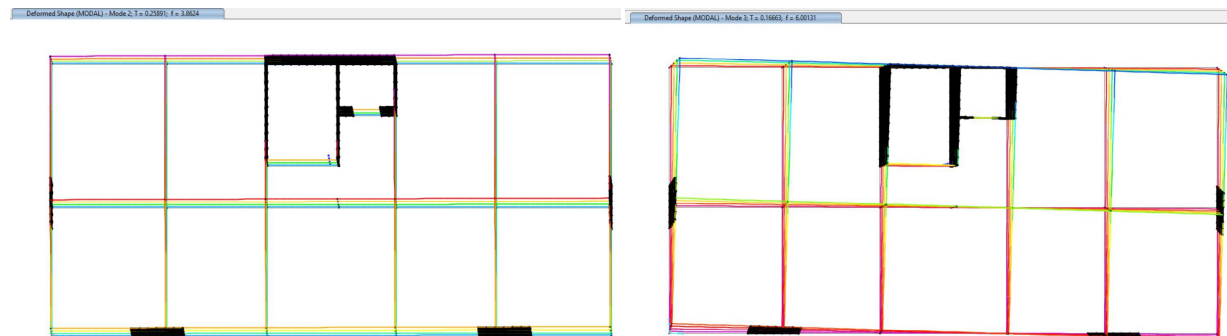 Deformed Shape (MODAL) - Mode 2; T = 0.25891; f = 3.8624
Deformed Shape (MODAL) - Mode 3; T = 0.16663; f = 6.00131